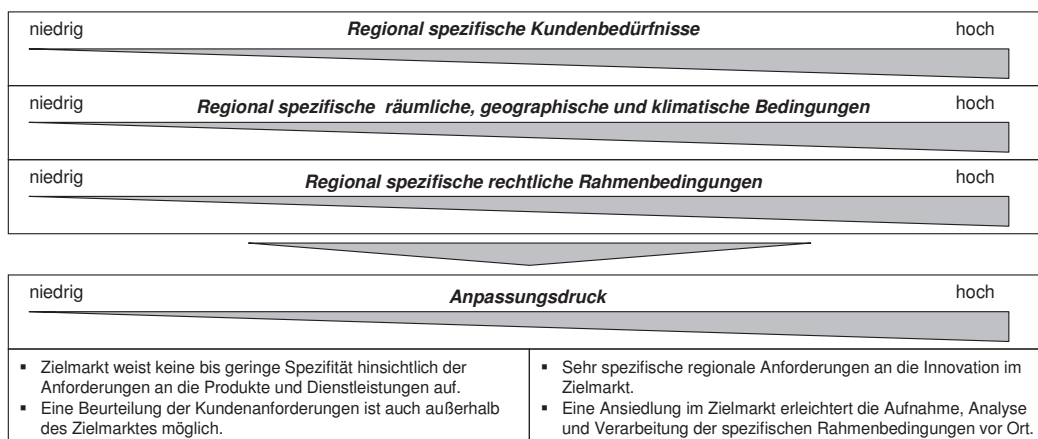 niedrig Regional spezifische Kundenbedürfnisse hoch
niedrig Regional spezifische räumliche, geographische und klimatische Bedingungen hoch
niedrig Regional spezifische rechtliche Rahmenbedingungen hoch
niedrig Anpassungsdruck hoch
▪ Zielmarkt weist keine bis geringe Spezifität hinsichtlich der
Anforderungen an die Produkte und Dienstleistungen auf.
▪ Eine Beurteilung der Kundenanforderungen ist auch außerhalb
des Zielmarktes möglich.
▪ Sehr spezifische regionale Anforderungen an die Innovation im
Zielmarkt.
▪ Eine Ansiedlung im Zielmarkt erleichtert die Aufnahme, Analyse
und Verarbeitung der spezifischen Rahmenbedingungen vor Ort.